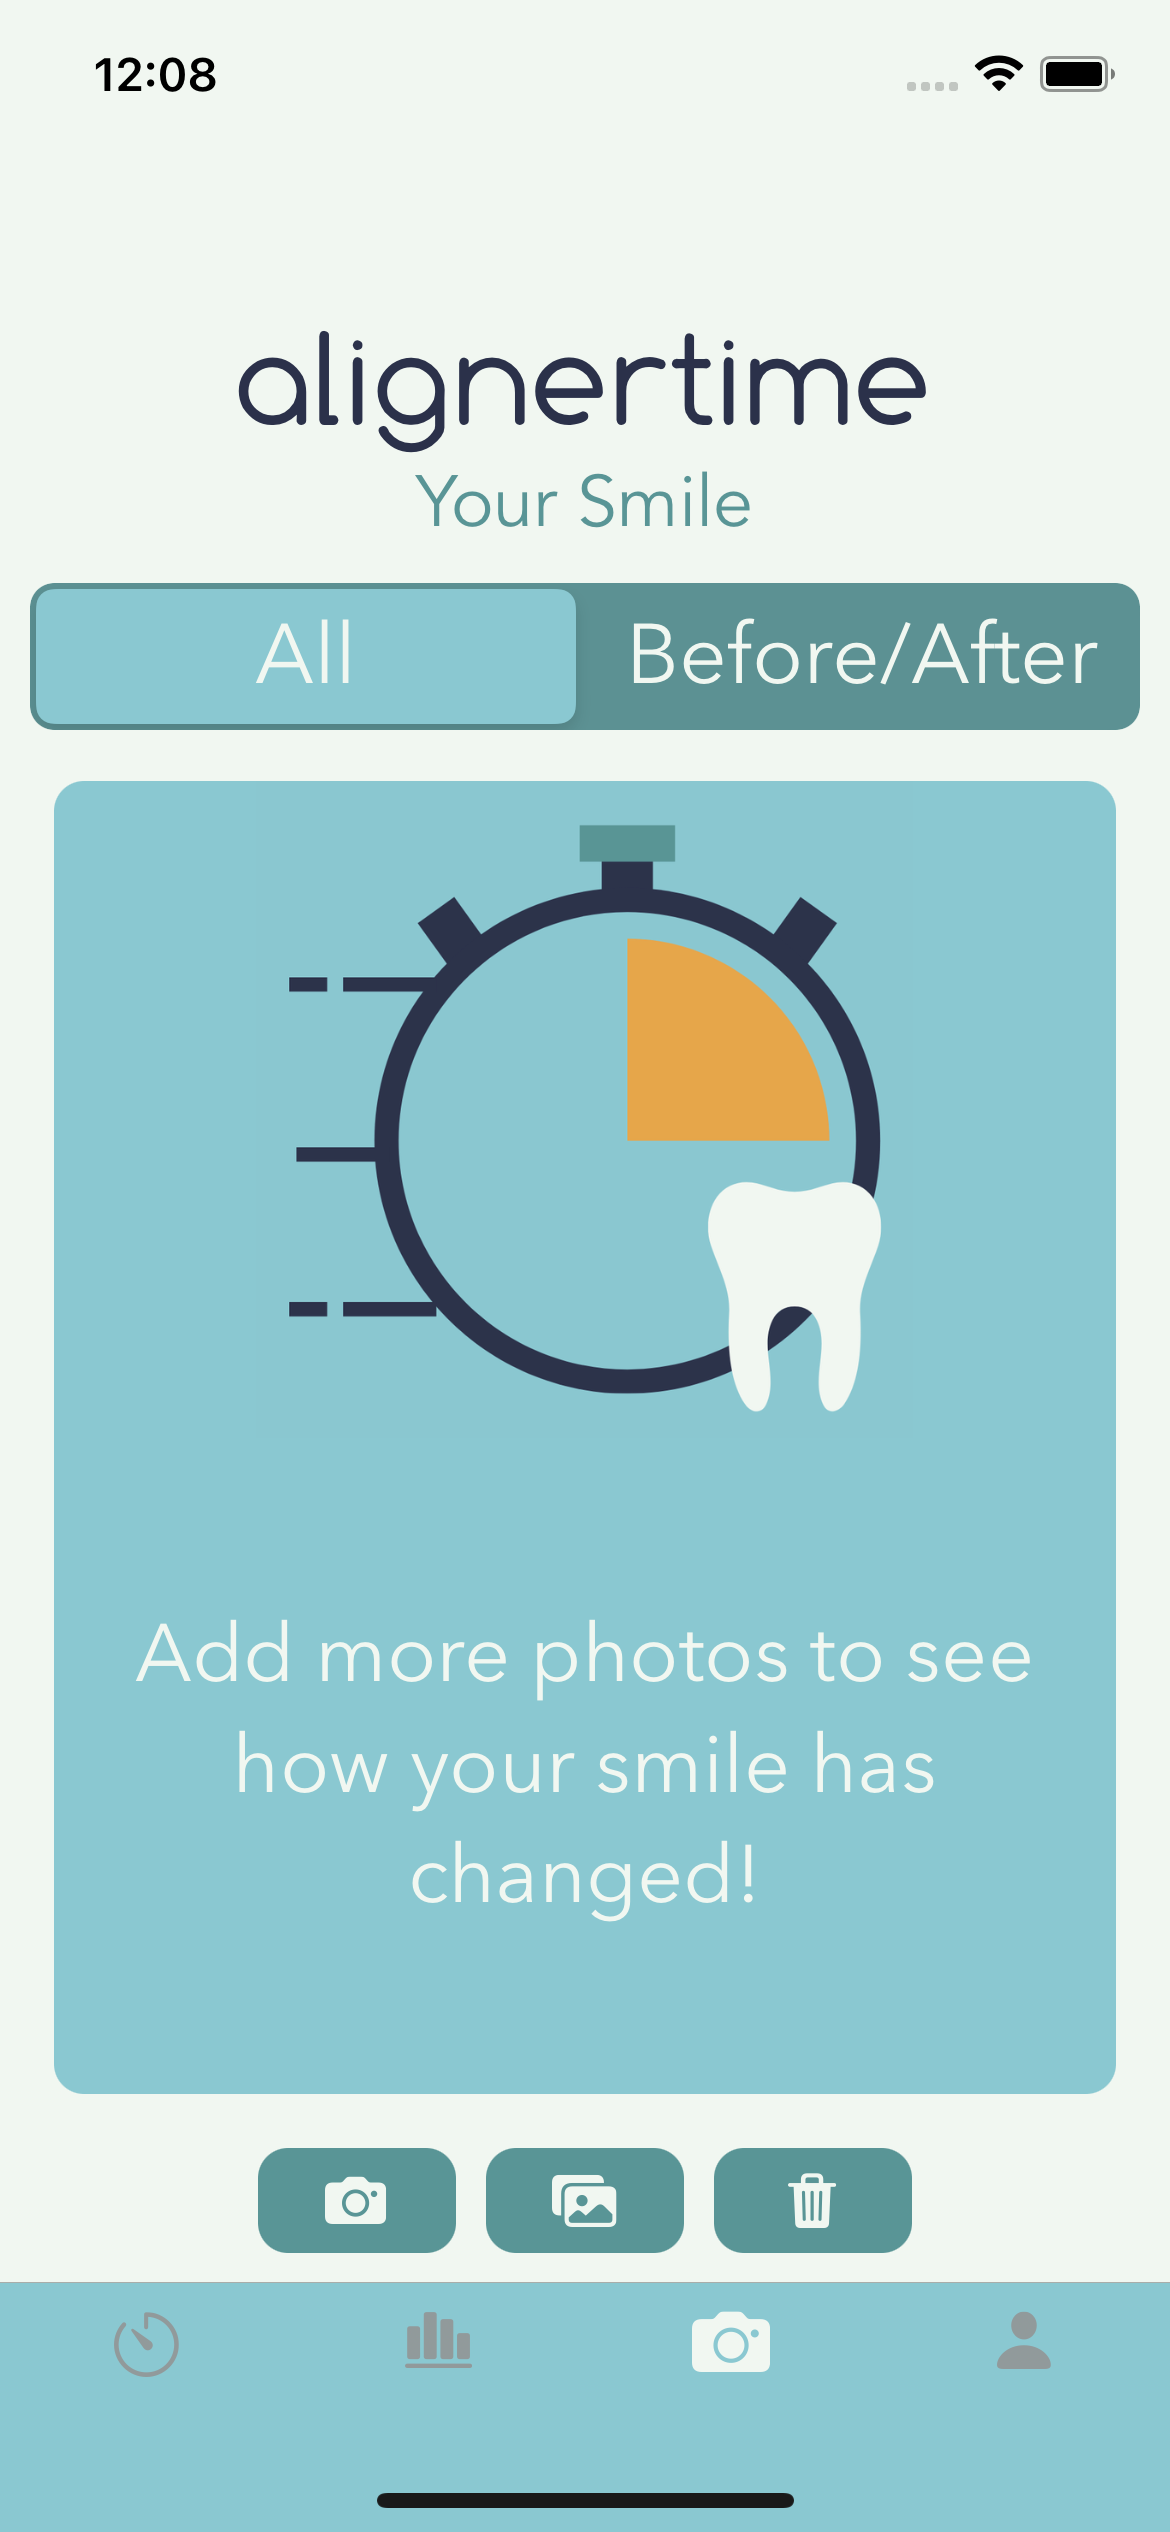 12:08
alignertime
Your Smile
All
Before/After
Add more photos to see
how your smile has
changed!